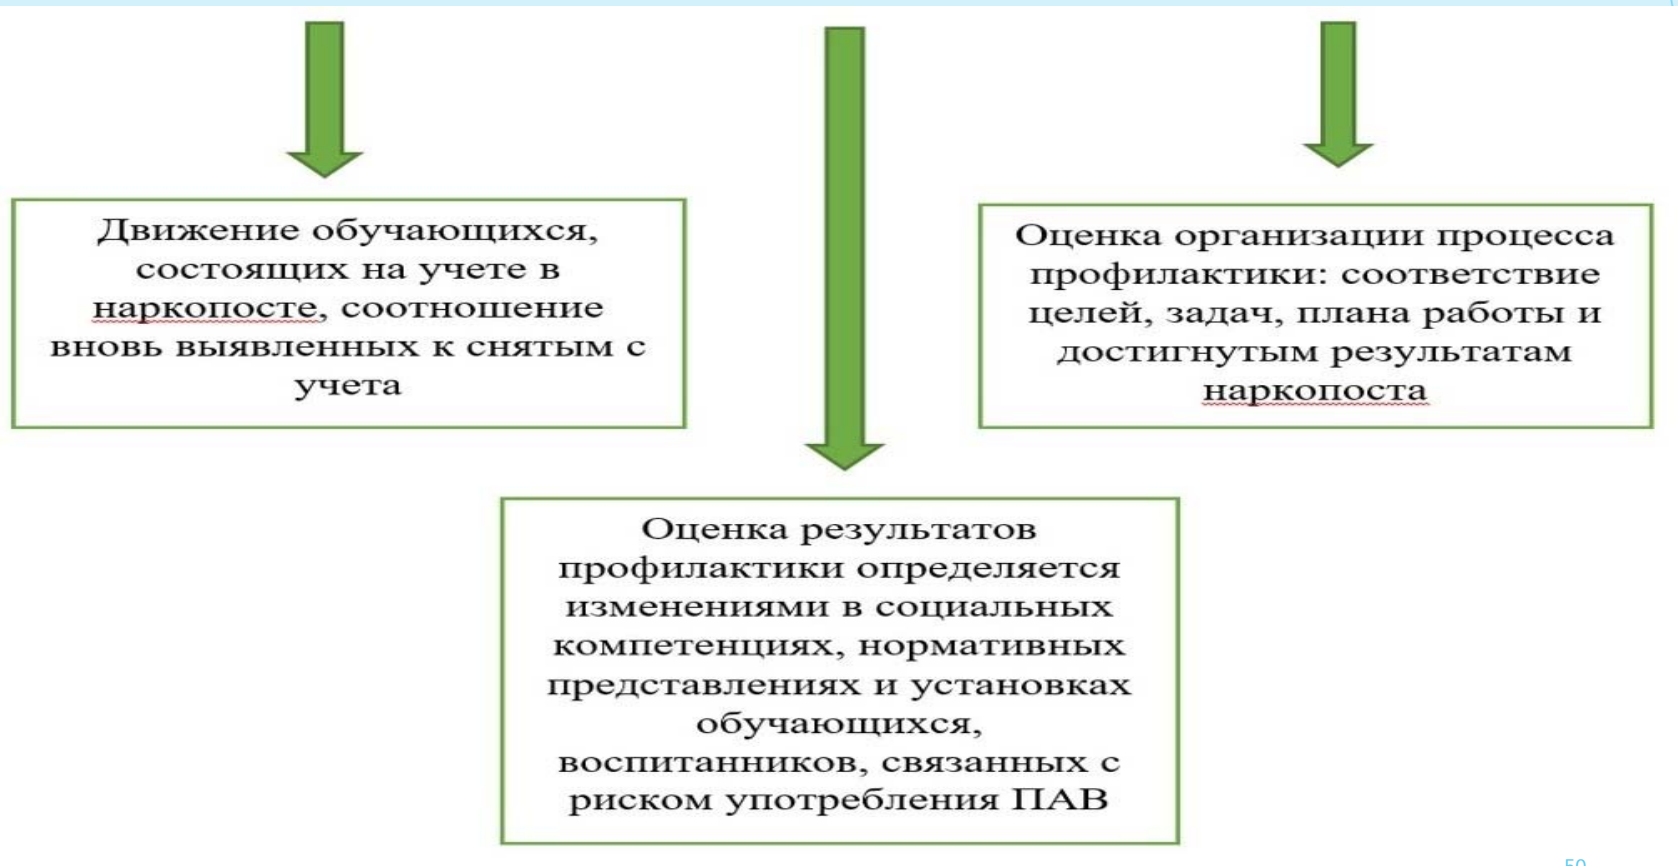 Движение обучающихся,
состоящих на учете в
наркопосте, соотношение
вновь выявленных к снятым с
учета
Оценка организации процесса
профилактики: соответствие
целей, задач, плана работы и
достигнутым результатам
наркопоста
Оценка результатов
профилактики определяется
изменениями в социальных
компетенциях, нормативных
представлениях и установках
обучающихся,
воспитанников, связанных с
риском употребления ПАВ